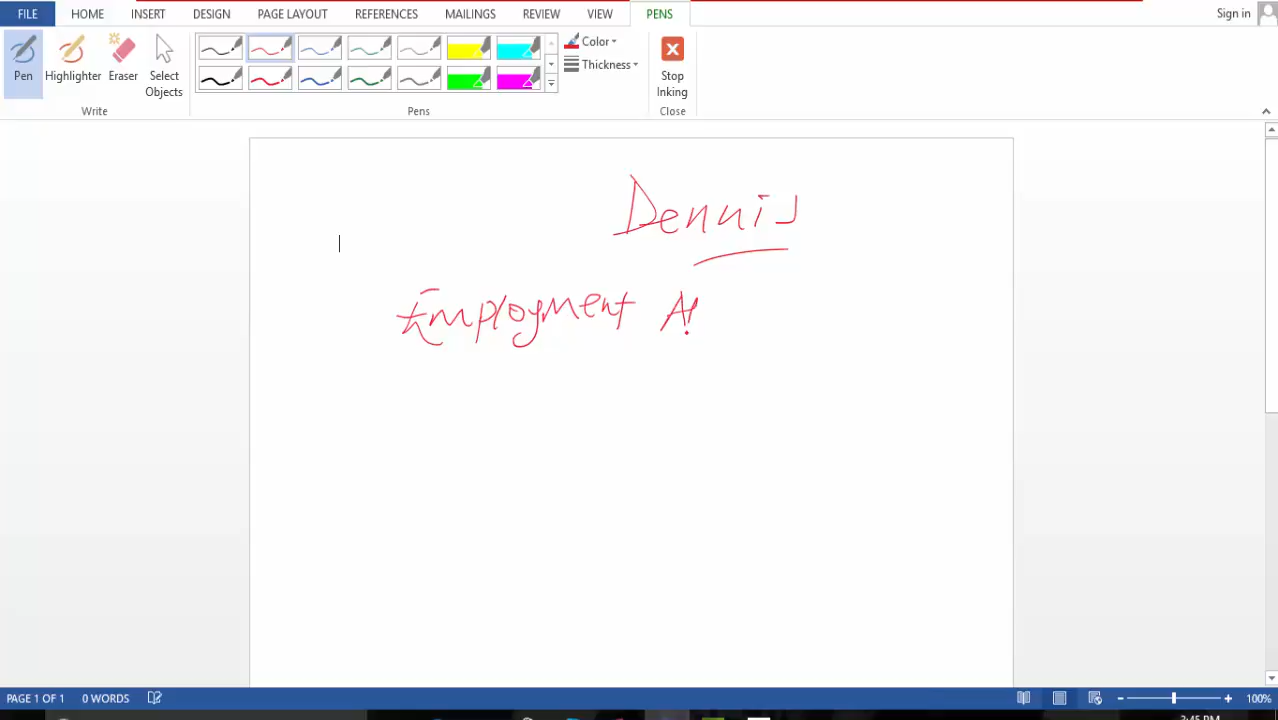 FILE HOME INSERT DESIGN PAGE LAYOUT REFERENCES MAILINGS REVIEW VIEW PENS Sign in
Pen Highlighter Eraser Select Objects
Color
Thickness
Stop Inking
Write Pens Close
Dennis
Employment
PAGE 1 OF 1 0 WORDS 100%